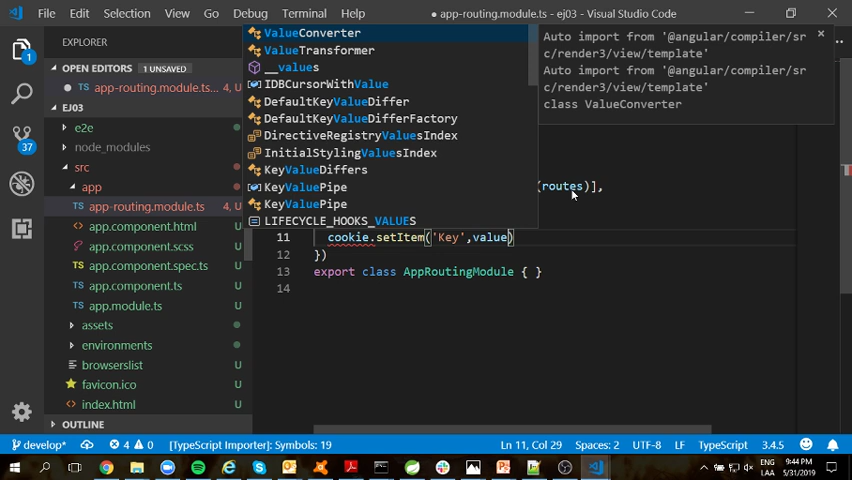 File Edit Selection View Go Debug Terminal Help
● app-routing.module.ts - ej03 - Visual Studio Code
EXPLORER
OPEN EDITORS 1 UNSAVED
app-routing.module.ts... 4, U
EJ03
e2e
node_modules
src
app
TS app-routing.module.ts 4, U
app.component.html U
app.component.scss U
TS app.component.spec.ts U
TS app.component.ts U
TS app.module.ts U
assets
environments
browserslist U
favicon.ico U
index.html U
OUTLINE
1
37
ValueConverter
ValueTransformer
__values
IDBCursorWithValue
DefaultKeyValueDiffer
DefaultKeyValueDifferFactory
DirectiveRegistryValuesIndex
InitialStylingValuesIndex
KeyValueDiffers
KeyValuePipe
KeyValuePipe
LIFECYCLE_HOOKS_VALUES
Auto import from '@angular/compiler/sr
c/render3/view/template'
Auto import from '@angular/compiler/sr
c/render3/view/template'
class ValueConverter
(routes)],
11 cookie.setItem('Key',value)
12 })
13 export class AppRoutingModule { }
14
develop* 4 0 [TypeScript Importer]: Symbols: 19 Ln 11, Col 29 Spaces: 2 UTF-8 LF TypeScript 3.4.5
ENG
LAA
9:44 PM
5/31/2019